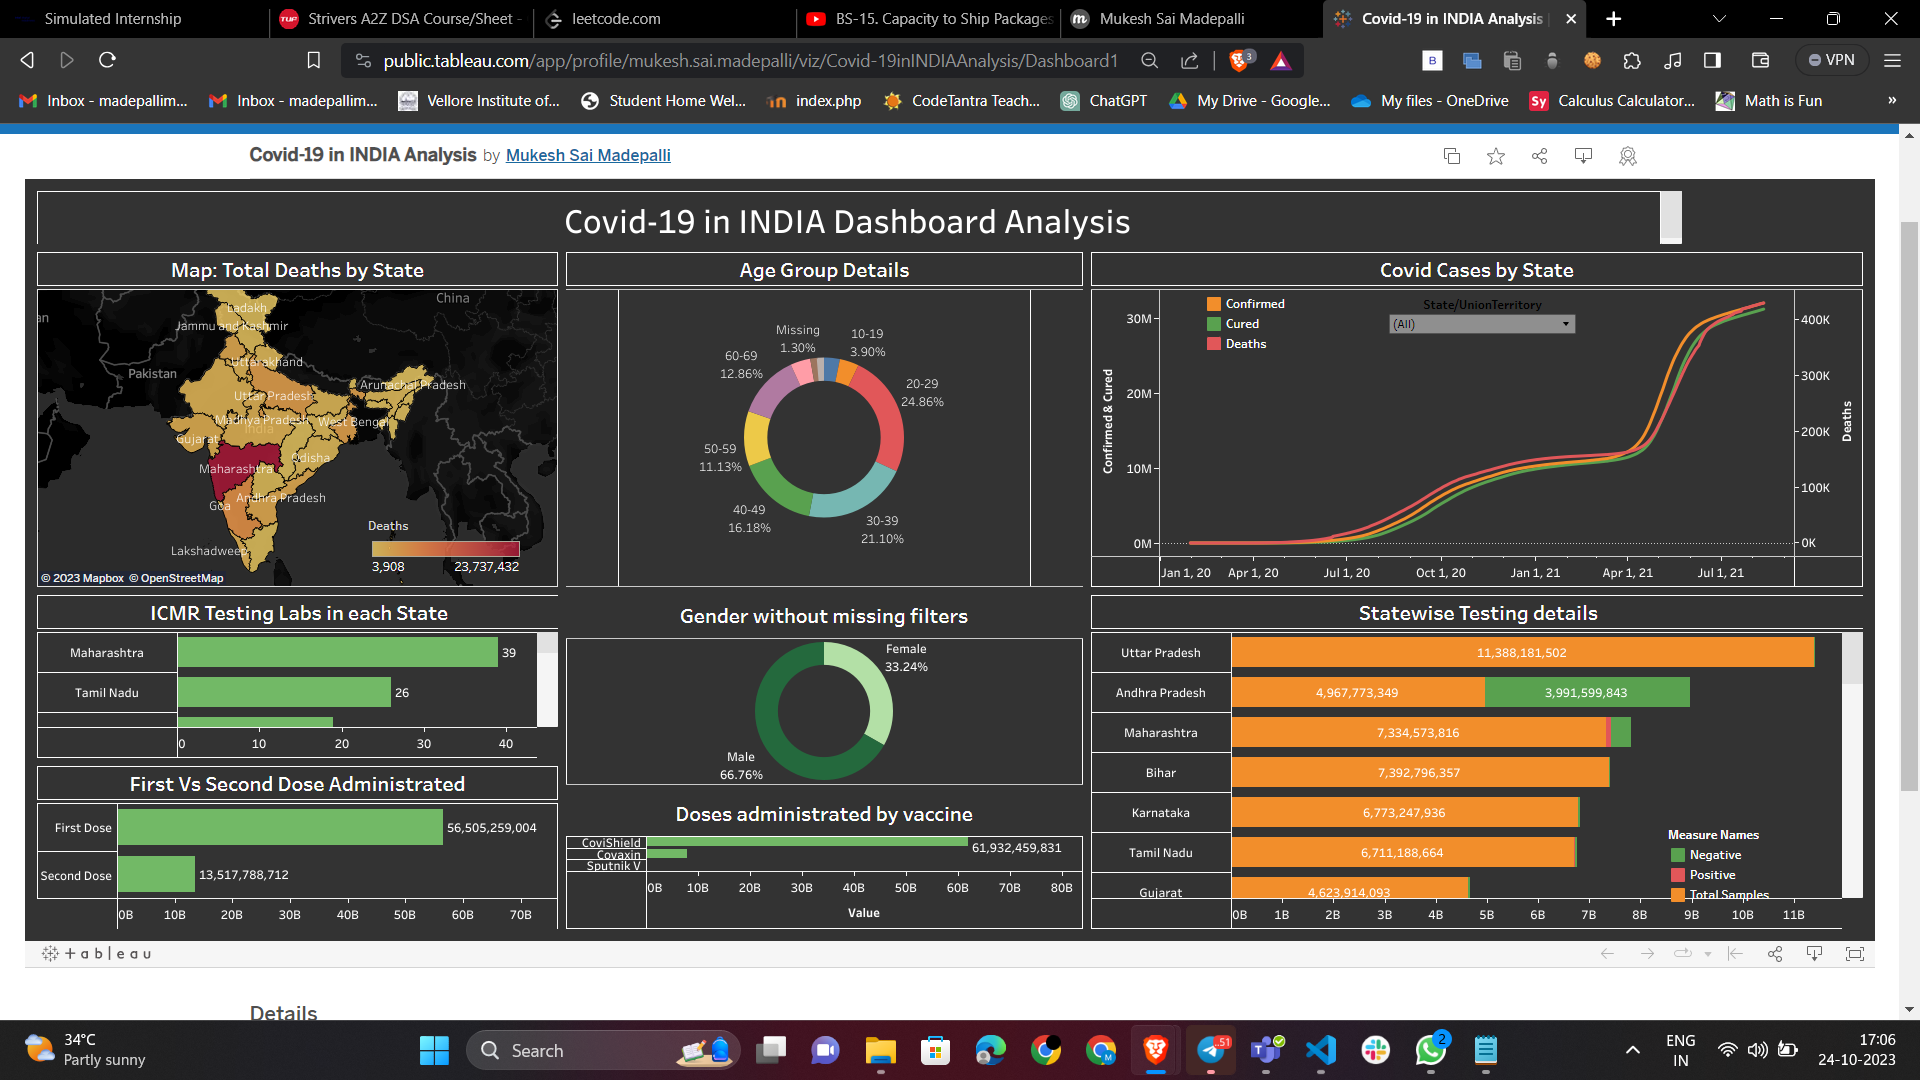 Simulated Internship
Strivers A2Z DSA Course/Sheet -
leetcode.com
BS-15. Capacity to Ship Packages
Mukesh Sai Madepalli
Covid-19 in INDIA Analysis
public.tableau.com/app/profile/mukesh.sai.madepalli/viz/Covid-19inINDIAAnalysis/Dashboard1
3
B
VPN
Inbox - madepallim...
Inbox - madepallim...
Vellore Institute of...
Student Home Wel...
index.php
CodeTantra Teach...
ChatGPT
My Drive - Google...
My files - OneDrive
Sy
Calculus Calculator...
Math is Fun
»
Covid-19 in INDIA Analysis by Mukesh Sai Madepalli
Covid-19 in INDIA Dashboard Analysis
Map: Total Deaths by State
China
Ladakh
Jammu and Kashmir
Uttarakhand
Pakistan
Arunachal Pradesh
Uttar Pradesh
Madhya Pradesh
West Bengal
India
Gujarat
Odisha
Maharashtra
Andhra Pradesh
Goa
Lakshadweep
Deaths
3,908
23,737,432
© 2023 Mapbox © OpenStreetMap
Age Group Details
Missing
1.30%
10-19
3.90%
60-69
12.86%
20-29
24.86%
50-59
11.13%
40-49
16.18%
30-39
21.10%
Covid Cases by State
Confirmed
Cured
Deaths
State/UnionTerritory
(All)
Confirmed & Cured
30M
20M
10M
0M
400K
300K
200K
100K
0K
Deaths
Jan 1, 20
Apr 1, 20
Jul 1, 20
Oct 1, 20
Jan 1, 21
Apr 1, 21
Jul 1, 21
ICMR Testing Labs in each State
Maharashtra
39
Tamil Nadu
26
0
10
20
30
40
Gender without missing filters
Female
33.24%
Male
66.76%
Statewise Testing details
Uttar Pradesh
11,388,181,502
Andhra Pradesh
4,967,773,349
3,991,599,843
Maharashtra
7,334,573,816
Bihar
7,392,796,357
Karnataka
6,773,247,936
Tamil Nadu
6,711,188,664
Gujarat
4,623,914,093
Measure Names
Negative
Positive
Total Samples
0B
1B
2B
3B
4B
5B
6B
7B
8B
9B
10B
11B
First Vs Second Dose Administrated
First Dose
56,505,259,004
Second Dose
13,517,788,712
0B
10B
20B
30B
40B
50B
60B
70B
Doses administrated by vaccine
CoviShield
61,932,459,831
Covaxin
Sputnik V
0B
10B
20B
30B
40B
50B
60B
70B
80B
Value
+ a b | e a u
Details
34°C
Partly sunny
Search
51
2
ENG
IN
17:06
24-10-2023